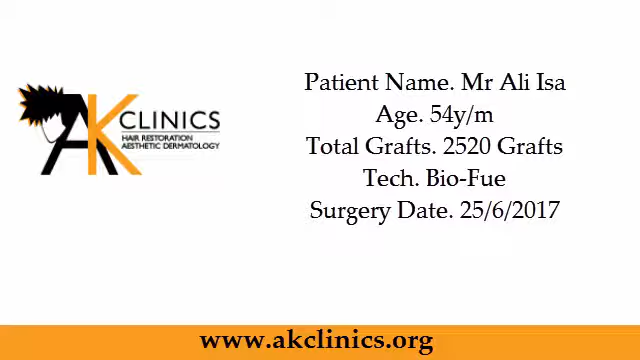 AK CLINICS
HAIR RESTORATION
AESTHETIC DERMATOLOGY
Patient Name. Mr Ali Isa
Age. 54y/m
Total Grafts. 2520 Grafts
Tech. Bio-Fue
Surgery Date. 25/6/2017
www.akclinics.org